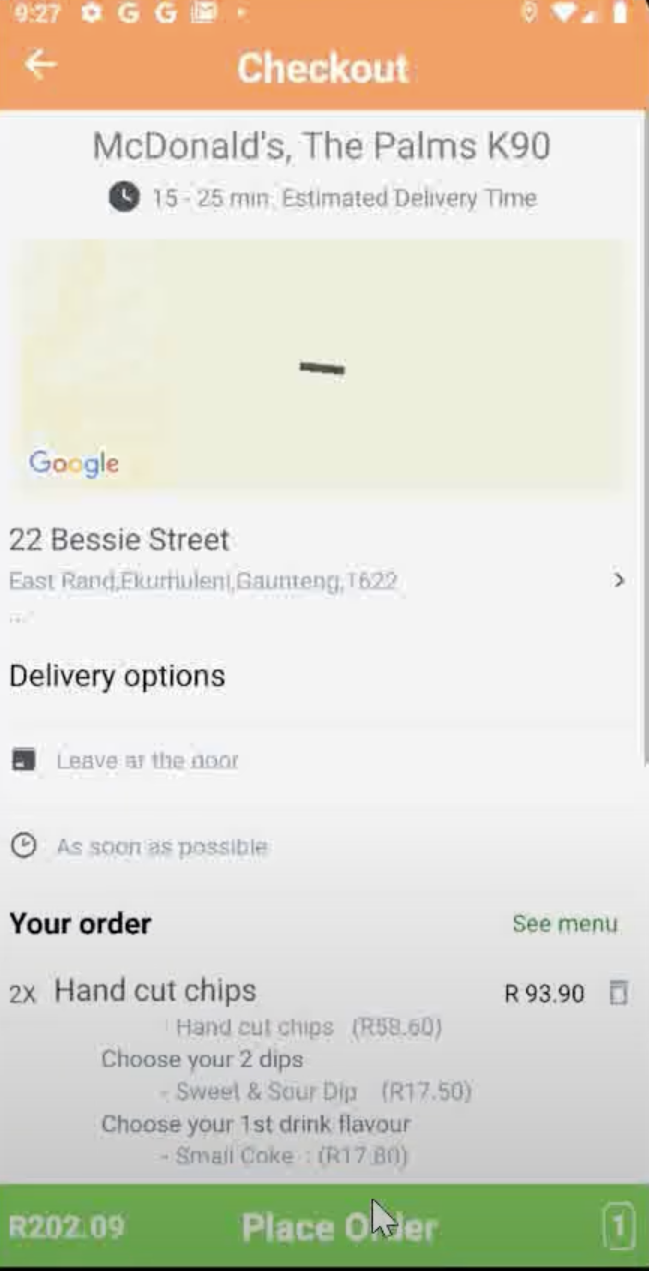 9:27 G G M
Checkout
McDonald's, The Palms K90
15 - 25 min Estimated Delivery Time
Google
22 Bessie Street
East Rand,Ekurhuleni,Gaunteng,1622
...
Delivery options
Leave at the door
As soon as possible
Your order See menu
2X Hand cut chips R 93.90
Hand cut chips (R58.60)
Choose your 2 dips
- Sweet & Sour Dip (R17.50)
Choose your 1st drink flavour
- Small Coke : (R17.80)
R202.09 Place Order 1